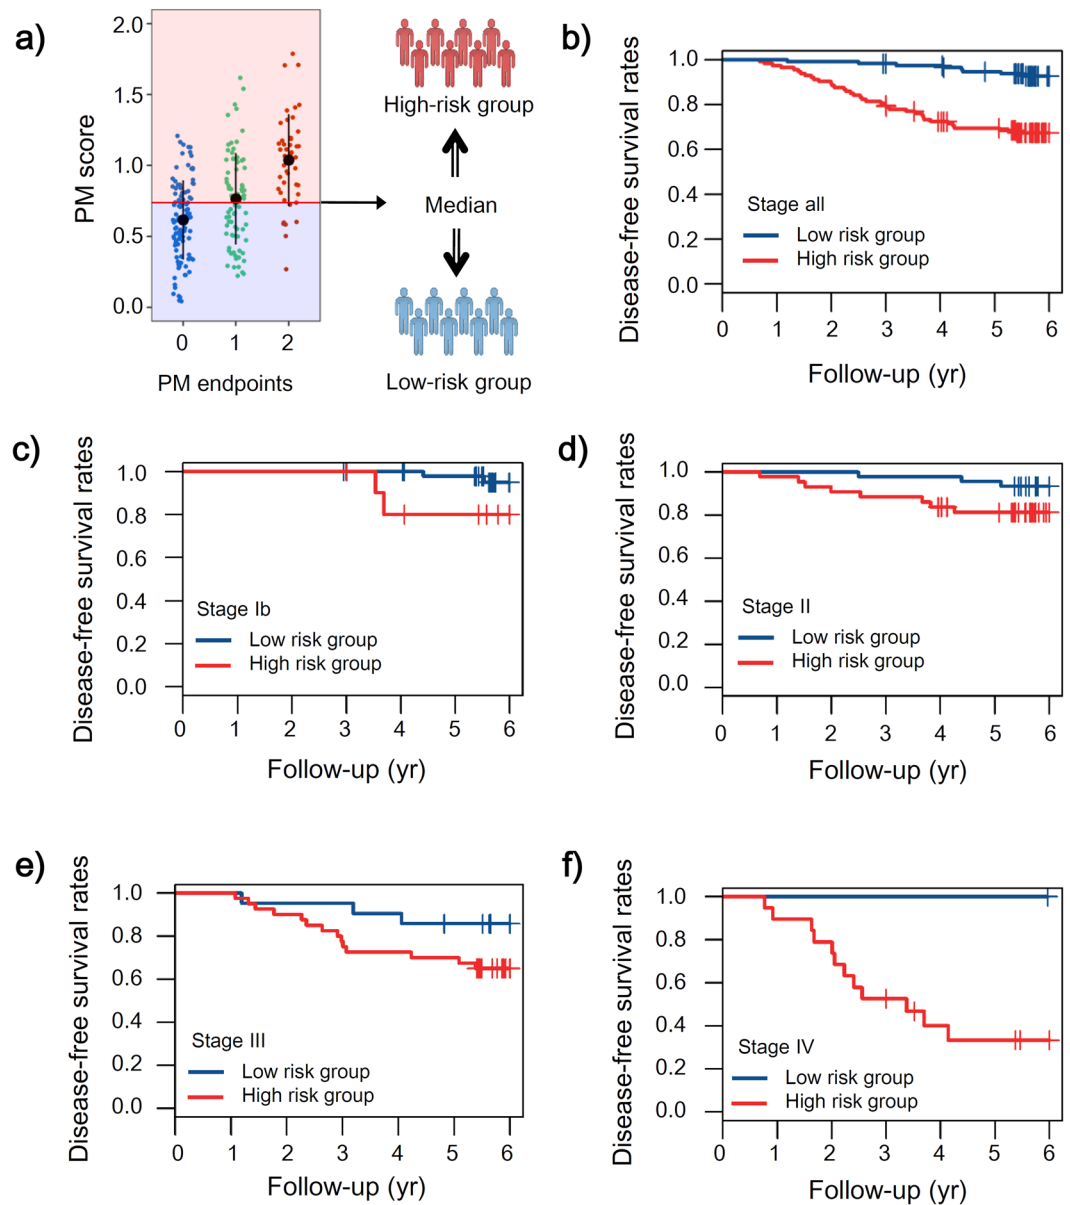 a)
2.0
1.5
1.0
0.5
0.0
PM score
0 1 2
PM endpoints
High-risk group
Median
Low-risk group
b)
Disease-free survival rates
1.0
0.8
0.6
0.4
0.2
0.0
Stage all
Low risk group
High risk group
0 1 2 3 4 5 6
Follow-up (yr)
c)
Disease-free survival rates
1.0
0.8
0.6
0.4
0.2
0.0
Stage Ib
Low risk group
High risk group
0 1 2 3 4 5 6
Follow-up (yr)
d)
Disease-free survival rates
1.0
0.8
0.6
0.4
0.2
0.0
Stage II
Low risk group
High risk group
0 1 2 3 4 5 6
Follow-up (yr)
e)
Disease-free survival rates
1.0
0.8
0.6
0.4
0.2
0.0
Stage III
Low risk group
High risk group
0 1 2 3 4 5 6
Follow-up (yr)
f)
Disease-free survival rates
1.0
0.8
0.6
0.4
0.2
0.0
Stage IV
Low risk group
High risk group
0 1 2 3 4 5 6
Follow-up (yr)